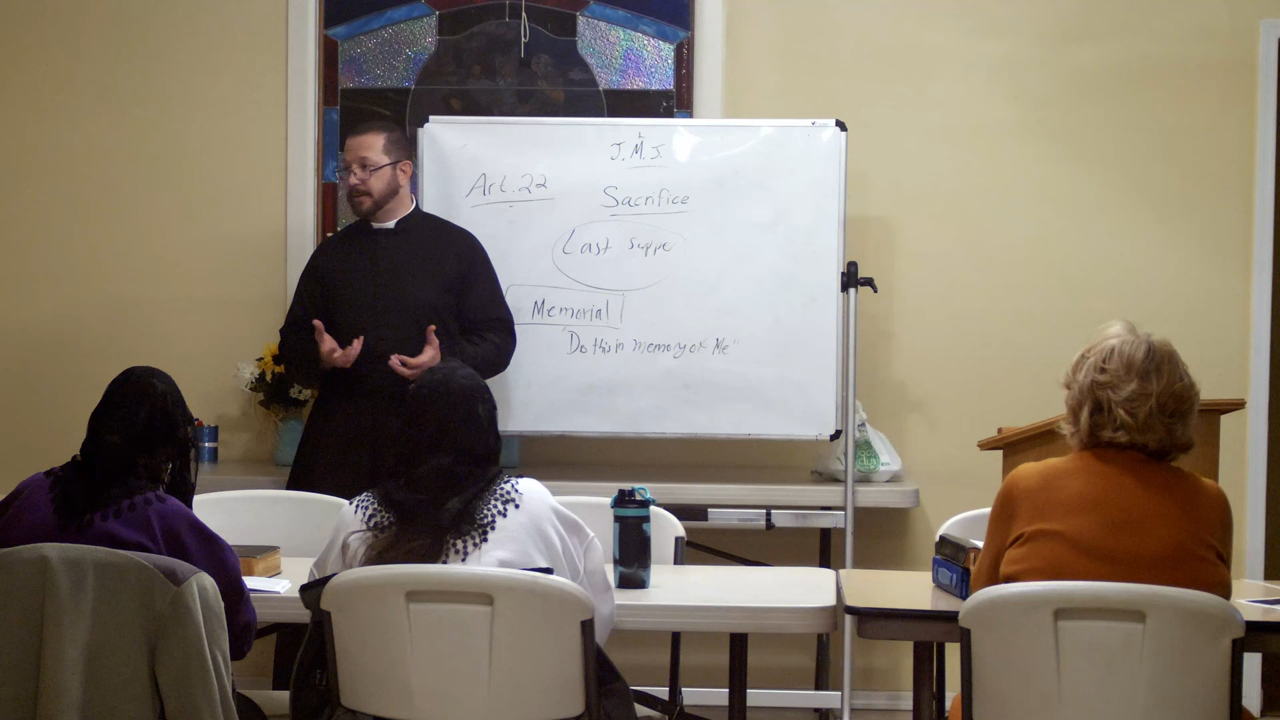 J.M.J.
Art.22
Sacrifice
Last Suppe
Memorial
"Do this in memory of Me"